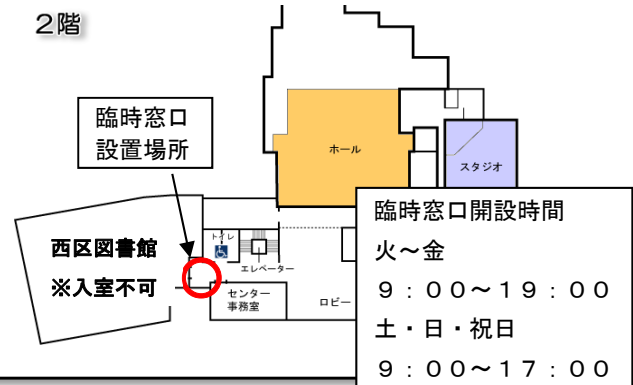 ２階
臨時窓口
設置場所
ホール
スタジオ
西区図書館
※入室不可
トイレ
エレベーター
センター
事務室
ロビー
臨時窓口開設時間
火～金
９：００～１９：００
土・日・祝日
９：００～１７：００